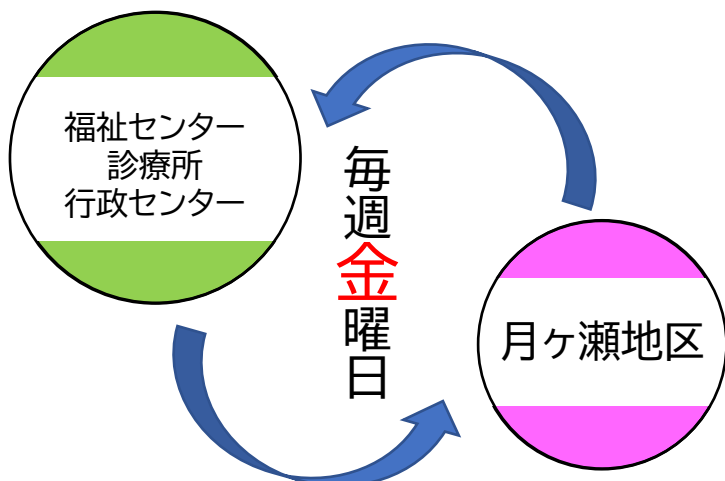 福祉センター
診療所
行政センター
毎週金曜日
月ヶ瀬地区